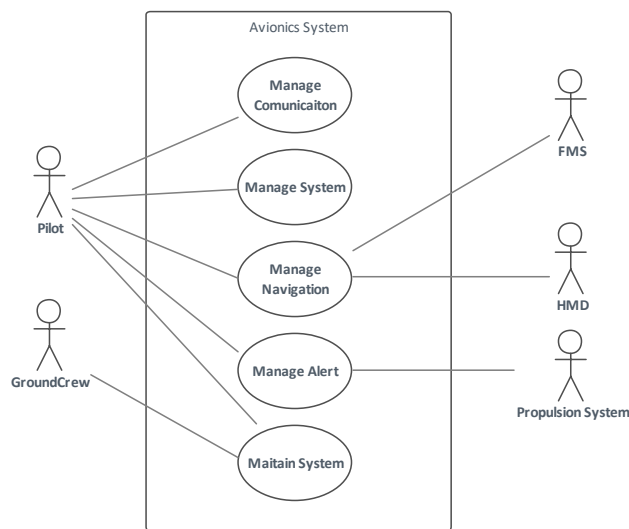 Avionics System
Manage
Comunicaiton
Manage System
FMS
Pilot
Manage
Navigation
HMD
GroundCrew
Manage Alert
Propulsion System
Maitain System